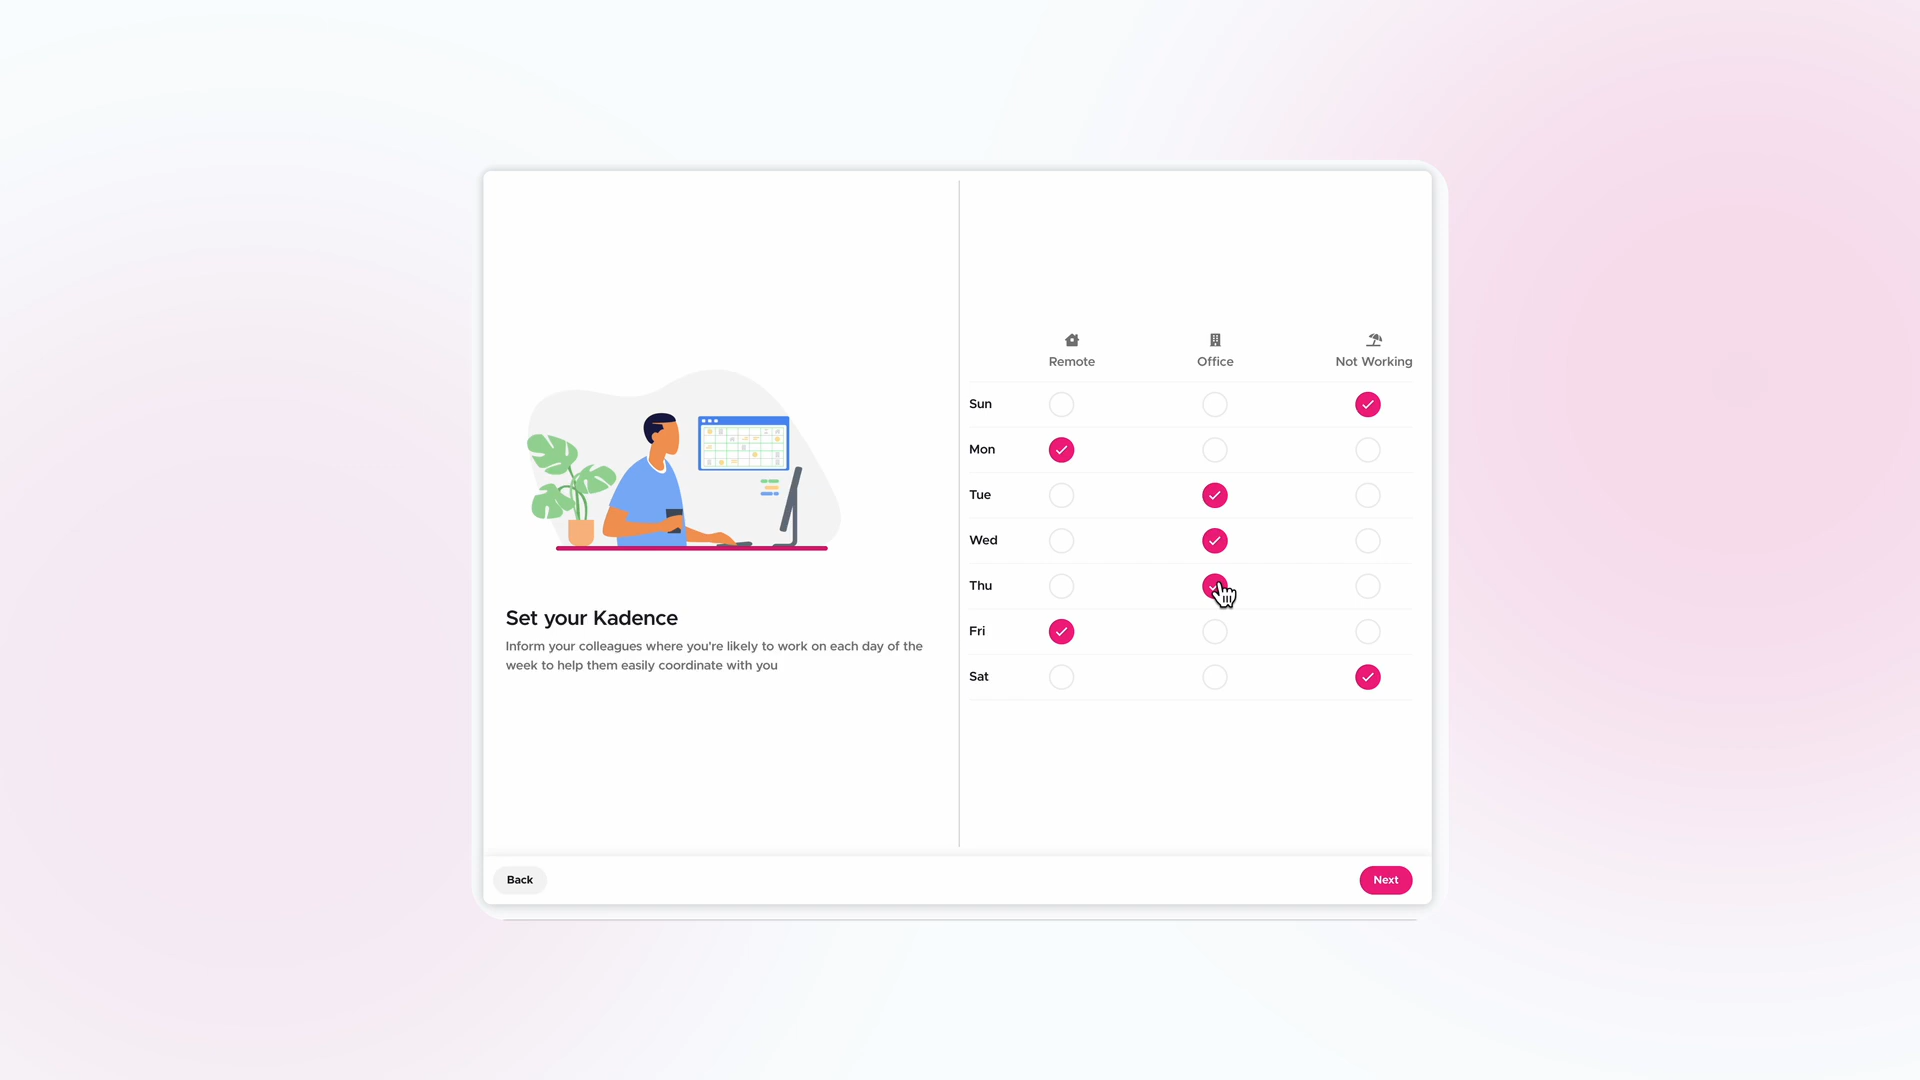 Set your Kadence
Inform your colleagues where you're likely to work on each day of the
week to help them easily coordinate with you
Remote Office Not Working
Sun
Mon
Tue
Wed
Thu
Fri
Sat
Back
Next